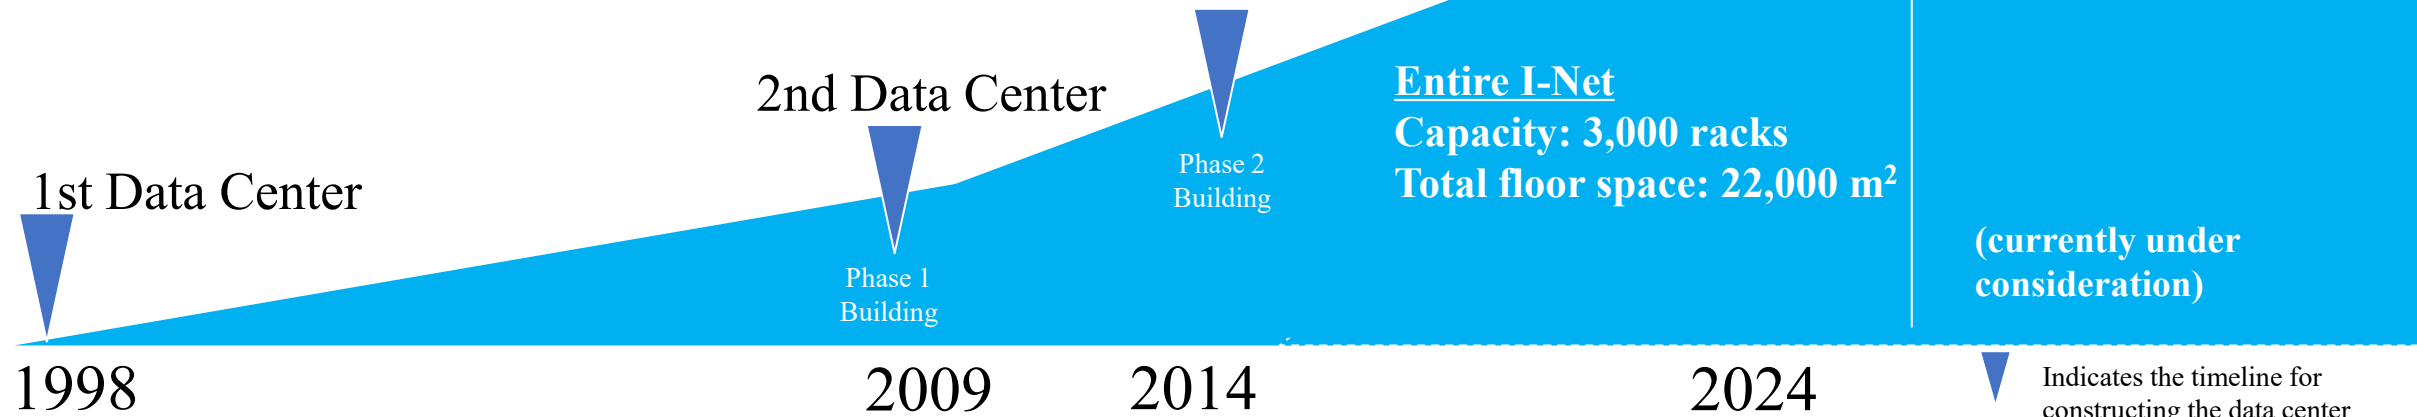 1st Data Center
2nd Data Center
Phase 1
Building
Phase 2
Building
Entire I-Net
Capacity: 3,000 racks
Total floor space: 22,000 m²
(currently under
consideration)
1998
2009
2014
2024
Indicates the timeline for
constructing the data center